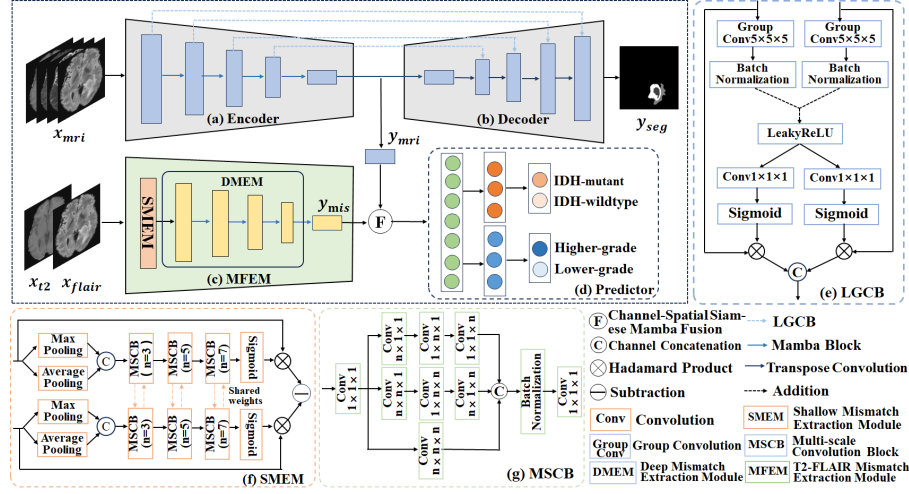 x_mri
(a) Encoder
(b) Decoder
y_seg
y_mri
SMEM
DMEM
y_mis
(c) MFEM
x_t2 x_flair
F
IDH-mutant
IDH-wildtype
Higher-grade
Lower-grade
(d) Predictor
Group
Conv5×5×5
Group
Conv5×5×5
Batch
Normalization
Batch
Normalization
LeakyReLU
Conv1×1×1
Conv1×1×1
Sigmoid
Sigmoid
C
(e) LGCB
Max
Pooling
Average
Pooling
C
MSCB
(n=3)
MSCB
(n=5)
MSCB
(n=7)
Sigmoid
Shared
weights
Max
Pooling
Average
Pooling
C
MSCB
(n=3)
MSCB
(n=5)
MSCB
(n=7)
Sigmoid
(f) SMEM
Conv
1 × 1
Conv
n × 1
Conv
1 × n
Conv
n × 1
Conv
n × 1
Conv
n × 1
Conv
1 × n
Conv
n × n
C
Batch
Normalization
Conv
1 × 1
(g) MSCB
F Channel-Spatial Siam-
ese Mamba Fusion
C Channel Concatenation
Hadamard Product
Subtraction
LGCB
Mamba Block
Transpose Convolution
Addition
Conv Convolution
Group
Conv Group Convolution
DMEM Deep Mismatch
Extraction Module
SMEM Shallow Mismatch
Extraction Module
MSCB Multi-scale
Convolution Block
MFEM T2-FLAIR Mismatch
Extraction Module